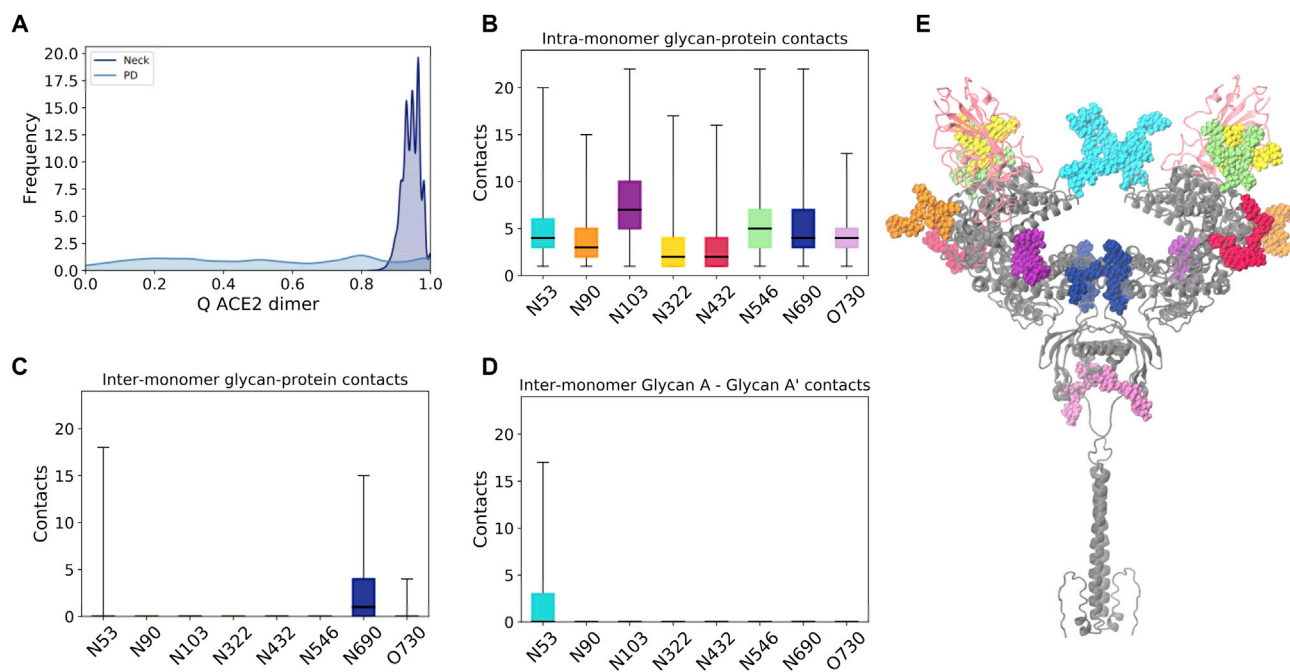 A
Frequency
20.0
17.5
15.0
12.5
10.0
7.5
5.0
2.5
0.0
Neck
PD
0.0 0.2 0.4 0.6 0.8 1.0
Q ACE2 dimer
B
Intra-monomer glycan-protein contacts
Contacts
20
15
10
5
0
N53 N90 N103 N322 N432 N546 N690 O730
E
C
Inter-monomer glycan-protein contacts
Contacts
20
15
10
5
0
N53 N90 N103 N322 N432 N546 N690 O730
D
Inter-monomer Glycan A - Glycan A' contacts
Contacts
20
15
10
5
0
N53 N90 N103 N322 N432 N546 N690 O730